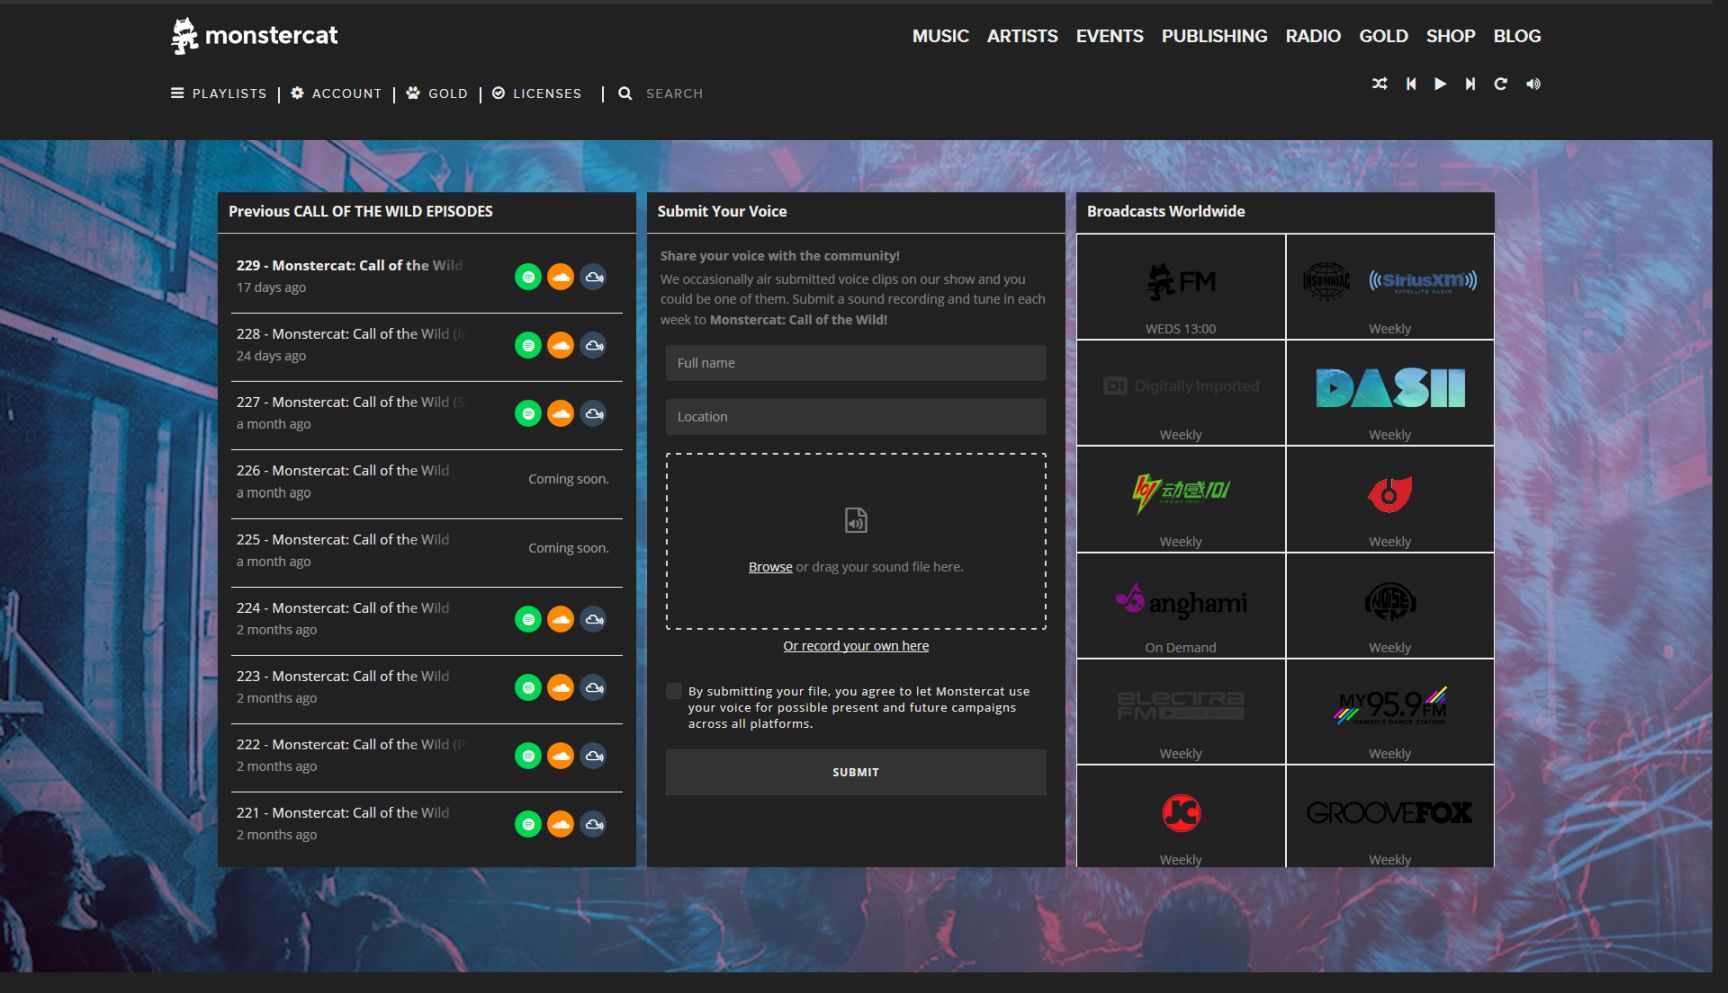 monstercat
MUSIC ARTISTS EVENTS PUBLISHING RADIO GOLD SHOP BLOG
PLAYLISTS | ACCOUNT | GOLD | LICENSES | SEARCH
Previous CALL OF THE WILD EPISODES
229 - Monstercat: Call of the Wild
17 days ago
228 - Monstercat: Call of the Wild
24 days ago
227 - Monstercat: Call of the Wild
a month ago
226 - Monstercat: Call of the Wild
a month ago
Coming soon.
225 - Monstercat: Call of the Wild
a month ago
Coming soon.
224 - Monstercat: Call of the Wild
2 months ago
223 - Monstercat: Call of the Wild
2 months ago
222 - Monstercat: Call of the Wild
2 months ago
221 - Monstercat: Call of the Wild
2 months ago
Submit Your Voice
Share your voice with the community!
We occasionally air submitted voice clips on our show and you
could be one of them. Submit a sound recording and tune in each
week to Monstercat: Call of the Wild!
Full name
Location
Browse or drag your sound file here.
Or record your own here
By submitting your file, you agree to let Monstercat use
your voice for possible present and future campaigns
across all platforms.
SUBMIT
Broadcasts Worldwide
FM
WEDS 13:00
INSOMNIAC
SiriusXM
SATELLITE RADIO
Weekly
DI Digitally Imported
Weekly
DASH
Weekly
动感101
Weekly
Weekly
anghami
On Demand
NOISE FM
Weekly
ELECTRA
FM
Weekly
MY95.9FM
HAWAII'S DANCE STATION
Weekly
JC
Weekly
GROOVEFOX
Weekly